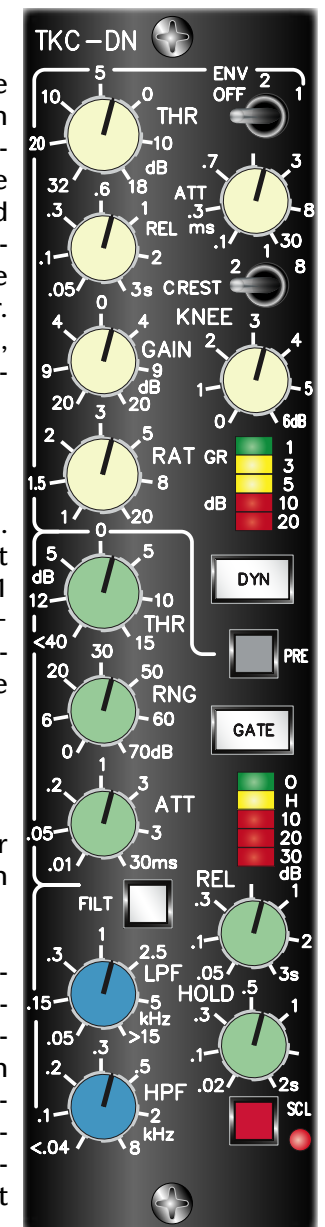 TKC-DN
ENV
OFF 2 1
THR
32 20 10 5 0 10 18
dB
ATT
ms
.1 .3 .7 1 3 8 30
REL
.05 .1 .3 .6 1 2 3s
CREST 2 1 8
GAIN
20 9 4 0 4 9 20
dB
KNEE
0 1 2 3 4 5 6dB
RAT
1 1.5 2 3 5 8 20
GR
dB
1
3
5
10
20
THR
dB
<40 12 5 0 5 10 15
DYN
PRE
RNG
0 6 20 30 50 60 70dB
GATE
ATT
.01 .05 .2 1 3 3 30ms
0
H
10
20
30
dB
FILT
REL
.05 .1 .3 1 2 3s
LPF
kHz
.05 .15 .3 1 2.5 5 >15
HOLD
.02 .1 .3 .5 1 2s
HPF
kHz
<.04 .1 .2 .3 .5 2 8
SCL